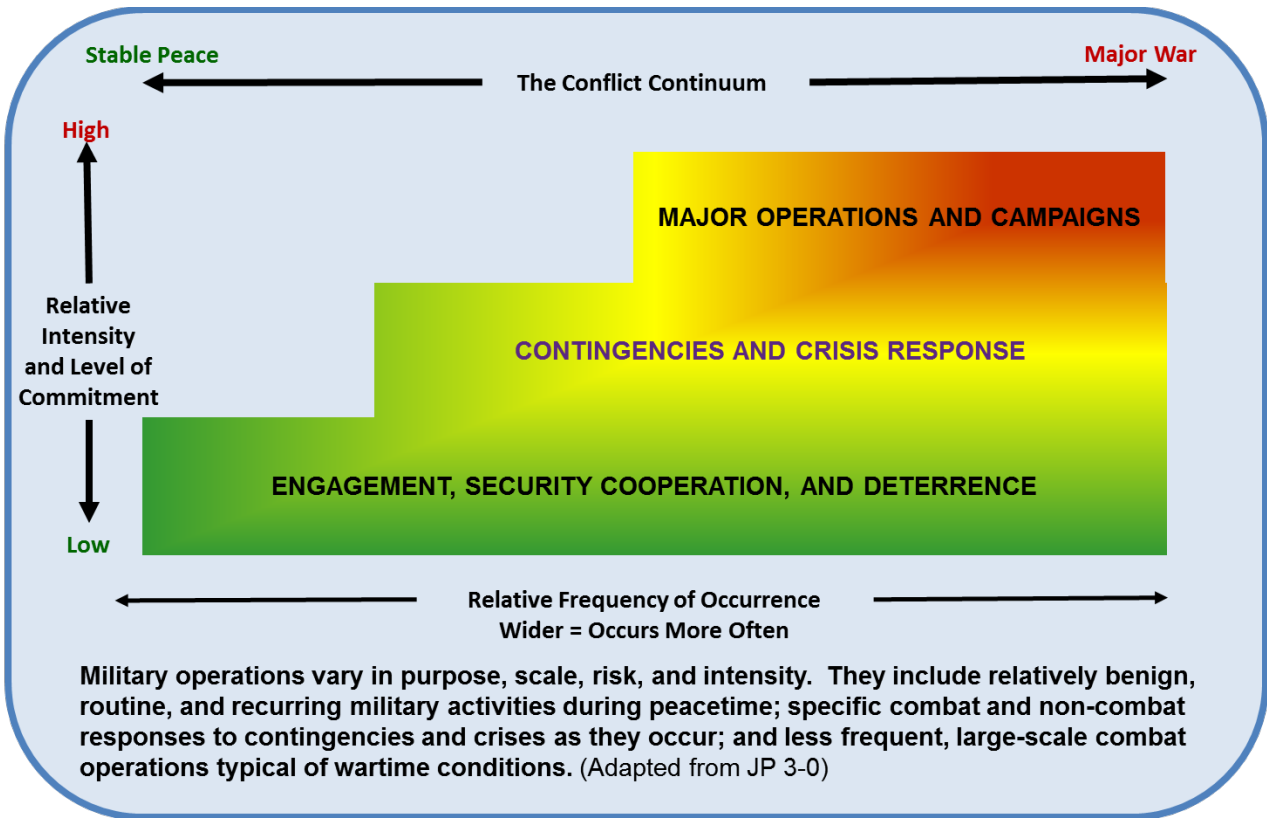 Stable Peace
Major War
The Conflict Continuum
High
MAJOR OPERATIONS AND CAMPAIGNS
Relative
Intensity
and Level of
Commitment
CONTINGENCIES AND CRISIS RESPONSE
ENGAGEMENT, SECURITY COOPERATION, AND DETERRENCE
Low
Relative Frequency of Occurrence
Wider = Occurs More Often
Military operations vary in purpose, scale, risk, and intensity. They include relatively benign,
routine, and recurring military activities during peacetime; specific combat and non-combat
responses to contingencies and crises as they occur; and less frequent, large-scale combat
operations typical of wartime conditions. (Adapted from JP 3-0)